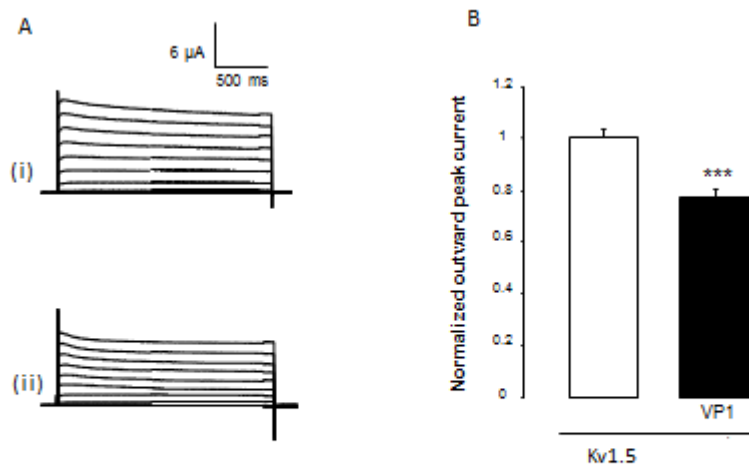 A
6 µA
500 ms
(i)
(ii)
B
Normalized outward peak current
1.2
1
0.8
0.6
0.4
0.2
0
***
VP1
Kv1.5